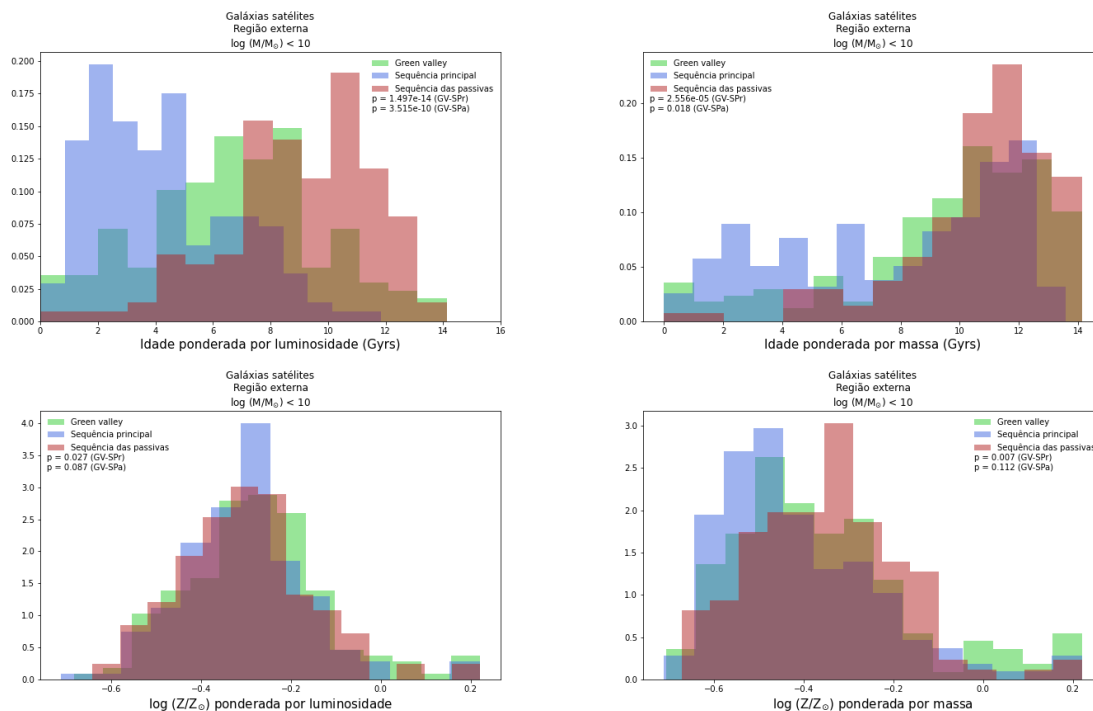 Galáxias satélites
Região externa
log (M/M☉) < 10
Green valley
Sequência principal
Sequência das passivas
p = 1.497e-14 (GV-SPr)
p = 3.515e-10 (GV-SPa)
0.200
0.175
0.150
0.125
0.100
0.075
0.050
0.025
0.000
0 2 4 6 8 10 12 14 16
Idade ponderada por luminosidade (Gyrs)
Galáxias satélites
Região externa
log (M/M☉) < 10
Green valley
Sequência principal
Sequência das passivas
p = 2.556e-05 (GV-SPr)
p = 0.018 (GV-SPa)
0.20
0.15
0.10
0.05
0.00
0 2 4 6 8 10 12 14
Idade ponderada por massa (Gyrs)
Galáxias satélites
Região externa
log (M/M☉) < 10
Green valley
Sequência principal
Sequência das passivas
p = 0.027 (GV-SPr)
p = 0.087 (GV-SPa)
4.0
3.5
3.0
2.5
2.0
1.5
1.0
0.5
0.0
−0.6 −0.4 −0.2 0.0 0.2
log (Z/Z☉) ponderada por luminosidade
Galáxias satélites
Região externa
log (M/M☉) < 10
Green valley
Sequência principal
Sequência das passivas
p = 0.007 (GV-SPr)
p = 0.112 (GV-SPa)
3.0
2.5
2.0
1.5
1.0
0.5
0.0
−0.6 −0.4 −0.2 0.0 0.2
log (Z/Z☉) ponderada por massa